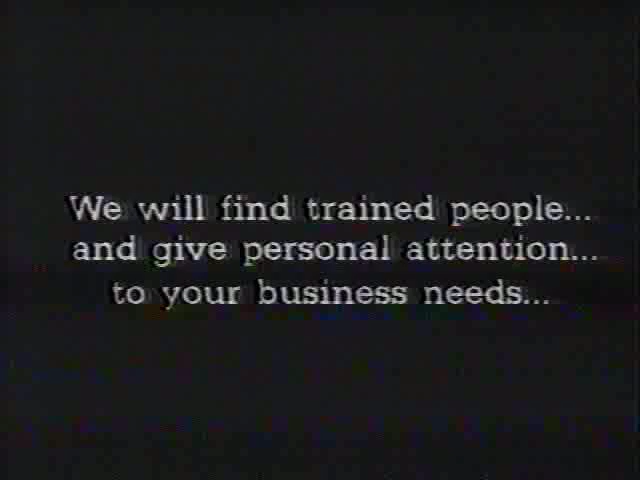 We will find trained people...
and give personal attention...
to your business needs...